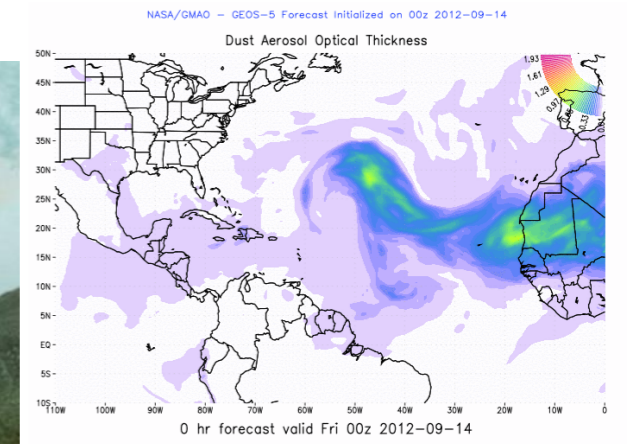 NASA/GMAO – GEOS-5 Forecast Initialized on 00z 2012-09-14
Dust Aerosol Optical Thickness
50N
45N
40N
35N
30N
25N
20N
15N
10N
5N
EQ
5S
10S
1.93
1.61
1.29
0.97
0.33
110W 100W 90W 80W 70W 60W 50W 40W 30W 20W 10W 0
0 hr forecast valid Fri 00z 2012-09-14